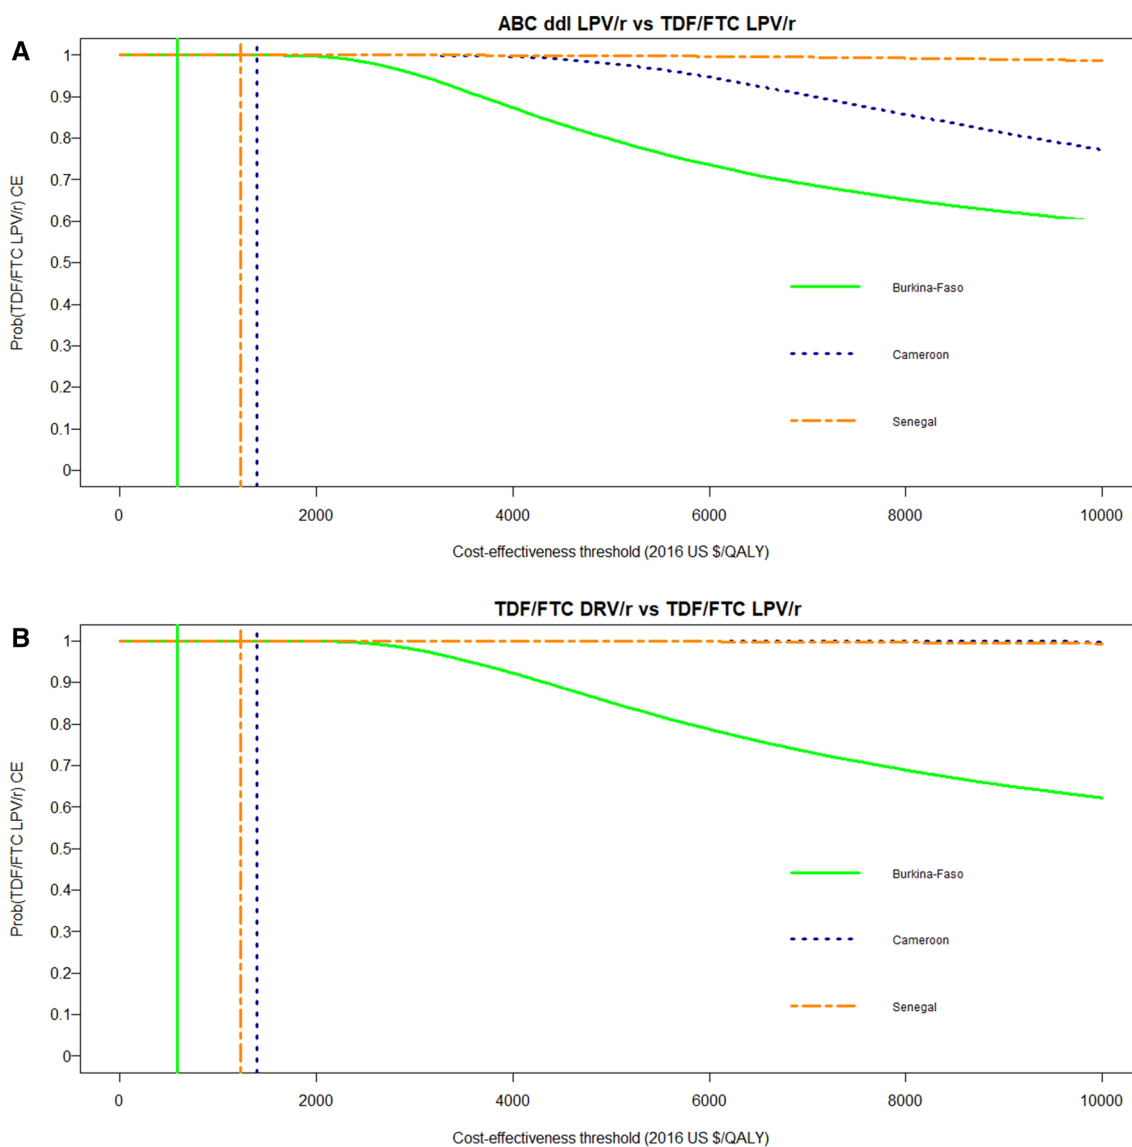 ABC ddI LPV/r vs TDF/FTC LPV/r
A
1
0.9
0.8
0.7
0.6
0.5
0.4
0.3
0.2
0.1
0
Prob(TDF/FTC LPV/r) CE
Burkina-Faso
Cameroon
Senegal
0 2000 4000 6000 8000 10000
Cost-effectiveness threshold (2016 US $/QALY)
TDF/FTC DRV/r vs TDF/FTC LPV/r
B
1
0.9
0.8
0.7
0.6
0.5
0.4
0.3
0.2
0.1
0
Prob(TDF/FTC LPV/r) CE
Burkina-Faso
Cameroon
Senegal
0 2000 4000 6000 8000 10000
Cost-effectiveness threshold (2016 US $/QALY)